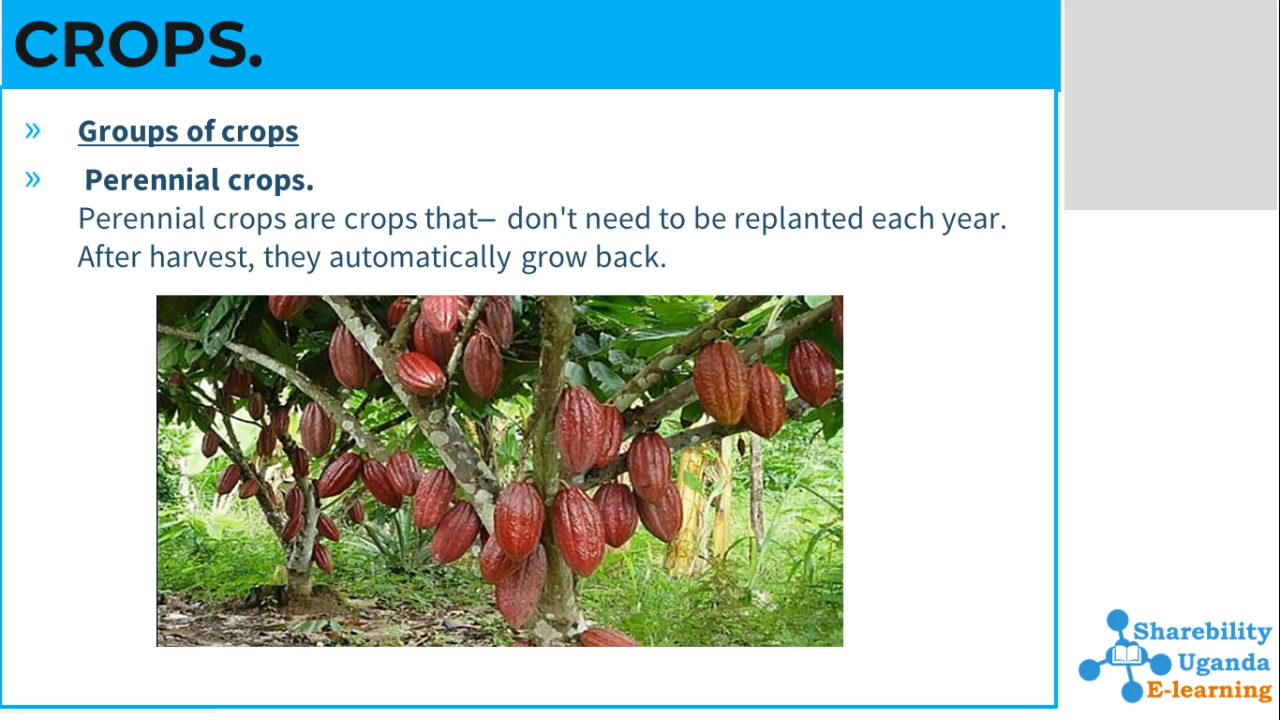 CROPS.
» Groups of crops
» Perennial crops.
Perennial crops are crops that– don't need to be replanted each year.
After harvest, they automatically grow back.
Sharebility
Uganda
E-learning